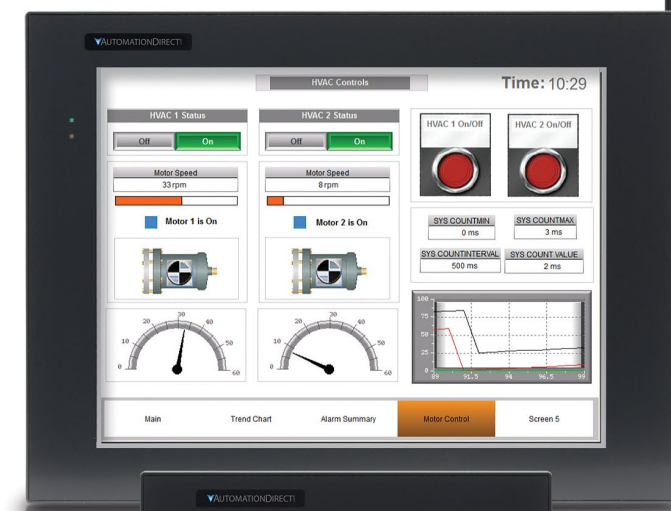 AUTOMATIONDIRECT
HVAC Controls
Time: 10:29
HVAC 1 Status
HVAC 2 Status
Off
On
Off
On
HVAC 1 On/Off
HVAC 2 On/Off
Motor Speed
33 rpm
Motor Speed
8 rpm
Motor 1 is On
Motor 2 is On
SYS COUNTMIN
0 ms
SYS COUNTMAX
3 ms
SYS COUNTINTERVAL
500 ms
SYS COUNT VALUE
2 ms
0
10
20
30
40
50
60
0
10
20
30
40
50
60
100
75
50
25
0
89
91.5
94
96.5
99
Main
Trend Chart
Alarm Summary
Motor Control
Screen 5
AUTOMATIONDIRECT